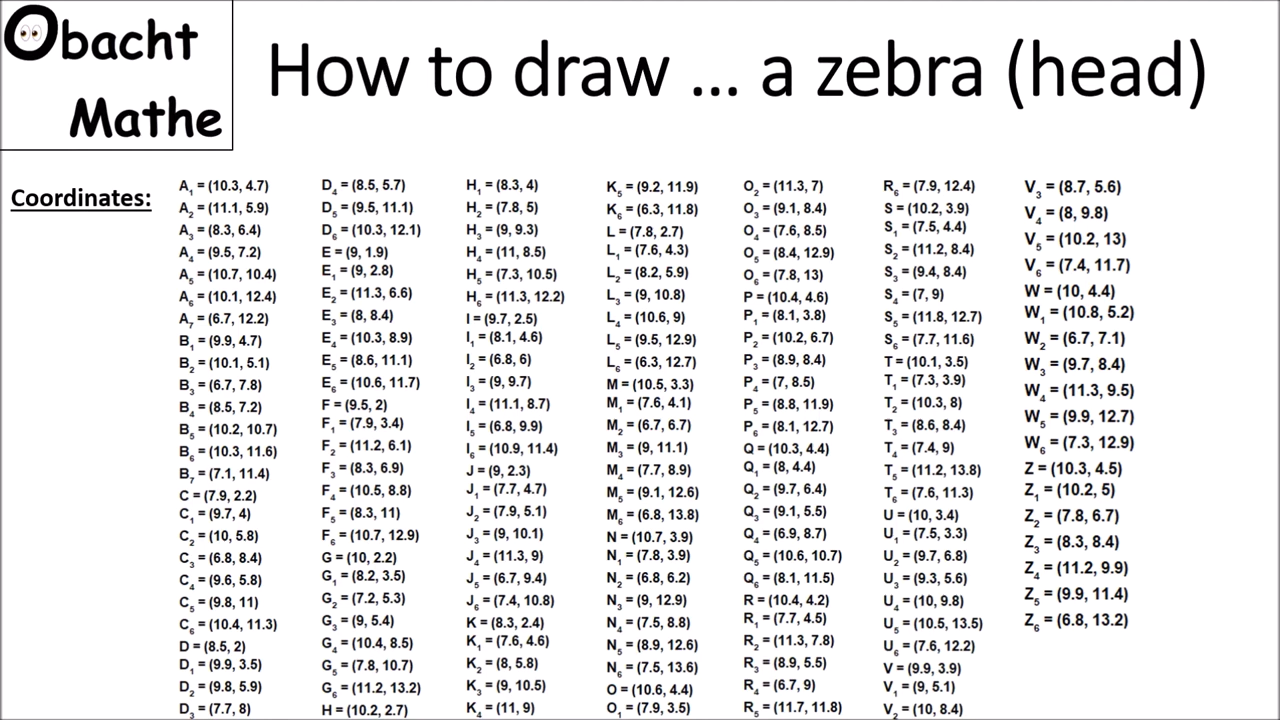 Obacht
Mathe
How to draw ... a zebra (head)
Coordinates:
A₁ = (10.3, 4.7)
A₂ = (11.1, 5.9)
A₃ = (8.3, 6.4)
A₄ = (9.5, 7.2)
A₅ = (10.7, 10.4)
A₆ = (10.1, 12.4)
A₇ = (6.7, 12.2)
B₁ = (9.9, 4.7)
B₂ = (10.1, 5.1)
B₃ = (6.7, 7.8)
B₄ = (8.5, 7.2)
B₅ = (10.2, 10.7)
B₆ = (10.3, 11.6)
B₇ = (7.1, 11.4)
C = (7.9, 2.2)
C₁ = (9.7, 4)
C₂ = (10, 5.8)
C₃ = (6.8, 8.4)
C₄ = (9.6, 5.8)
C₅ = (9.8, 11)
C₆ = (10.4, 11.3)
D = (8.5, 2)
D₁ = (9.9, 3.5)
D₂ = (9.8, 5.9)
D₃ = (7.7, 8)
D₄ = (8.5, 5.7)
D₅ = (9.5, 11.1)
D₆ = (10.3, 12.1)
E = (9, 1.9)
E₁ = (9, 2.8)
E₂ = (11.3, 6.6)
E₃ = (8, 8.4)
E₄ = (10.3, 8.9)
E₅ = (8.6, 11.1)
E₆ = (10.6, 11.7)
F = (9.5, 2)
F₁ = (7.9, 3.4)
F₂ = (11.2, 6.1)
F₃ = (8.3, 6.9)
F₄ = (10.5, 8.8)
F₅ = (8.3, 11)
F₆ = (10.7, 12.9)
G = (10, 2.2)
G₁ = (8.2, 3.5)
G₂ = (7.2, 5.3)
G₃ = (9, 5.4)
G₄ = (10.4, 8.5)
G₅ = (7.8, 10.7)
G₆ = (11.2, 13.2)
H = (10.2, 2.7)
H₁ = (8.3, 4)
H₂ = (7.8, 5)
H₃ = (9, 9.3)
H₄ = (11, 8.5)
H₅ = (7.3, 10.5)
H₆ = (11.3, 12.2)
I = (9.7, 2.5)
I₁ = (8.1, 4.6)
I₂ = (6.8, 6)
I₃ = (9, 9.7)
I₄ = (11.1, 8.7)
I₅ = (6.8, 9.9)
I₆ = (10.9, 11.4)
J = (9, 2.3)
J₁ = (7.7, 4.7)
J₂ = (7.9, 5.1)
J₃ = (9, 10.1)
J₄ = (11.3, 9)
J₅ = (6.7, 9.4)
J₆ = (7.4, 10.8)
K = (8.3, 2.4)
K₁ = (7.6, 4.6)
K₂ = (8, 5.8)
K₃ = (9, 10.5)
K₄ = (11, 9)
K₅ = (9.2, 11.9)
K₆ = (6.3, 11.8)
L = (7.8, 2.7)
L₁ = (7.6, 4.3)
L₂ = (8.2, 5.9)
L₃ = (9, 10.8)
L₄ = (10.6, 9)
L₅ = (9.5, 12.9)
L₆ = (6.3, 12.7)
M = (10.5, 3.3)
M₁ = (7.6, 4.1)
M₂ = (6.7, 6.7)
M₃ = (9, 11.1)
M₄ = (7.7, 8.9)
M₅ = (9.1, 12.6)
M₆ = (6.8, 13.8)
N = (10.7, 3.9)
N₁ = (7.8, 3.9)
N₂ = (6.8, 6.2)
N₃ = (9, 12.9)
N₄ = (7.5, 8.8)
N₅ = (8.9, 12.6)
N₆ = (7.5, 13.6)
O = (10.6, 4.4)
O₁ = (7.9, 3.5)
O₂ = (11.3, 7)
O₃ = (9.1, 8.4)
O₄ = (7.6, 8.5)
O₅ = (8.4, 12.9)
O₆ = (7.8, 13)
P = (10.4, 4.6)
P₁ = (8.1, 3.8)
P₂ = (10.2, 6.7)
P₃ = (8.9, 8.4)
P₄ = (7, 8.5)
P₅ = (8.8, 11.9)
P₆ = (8.1, 12.7)
Q = (10.3, 4.4)
Q₁ = (8, 4.4)
Q₂ = (9.7, 6.4)
Q₃ = (9.1, 5.5)
Q₄ = (6.9, 8.7)
Q₅ = (10.6, 10.7)
Q₆ = (8.1, 11.5)
R = (10.4, 4.2)
R₁ = (7.7, 4.5)
R₂ = (11.3, 7.8)
R₃ = (8.9, 5.5)
R₄ = (6.7, 9)
R₅ = (11.7, 11.8)
R₆ = (7.9, 12.4)
S = (10.2, 3.9)
S₁ = (7.5, 4.4)
S₂ = (11.2, 8.4)
S₃ = (9.4, 8.4)
S₄ = (7, 9)
S₅ = (11.8, 12.7)
S₆ = (7.7, 11.6)
T = (10.1, 3.5)
T₁ = (7.3, 3.9)
T₂ = (10.3, 8)
T₃ = (8.6, 8.4)
T₄ = (7.4, 9)
T₅ = (11.2, 13.8)
T₆ = (7.6, 11.3)
U = (10, 3.4)
U₁ = (7.5, 3.3)
U₂ = (9.7, 6.8)
U₃ = (9.3, 5.6)
U₄ = (10, 9.8)
U₅ = (10.5, 13.5)
U₆ = (7.6, 12.2)
V = (9.9, 3.9)
V₁ = (9, 5.1)
V₂ = (10, 8.4)
V₃ = (8.7, 5.6)
V₄ = (8, 9.8)
V₅ = (10.2, 13)
V₆ = (7.4, 11.7)
W = (10, 4.4)
W₁ = (10.8, 5.2)
W₂ = (6.7, 7.1)
W₃ = (9.7, 8.4)
W₄ = (11.3, 9.5)
W₅ = (9.9, 12.7)
W₆ = (7.3, 12.9)
Z = (10.3, 4.5)
Z₁ = (10.2, 5)
Z₂ = (7.8, 6.7)
Z₃ = (8.3, 8.4)
Z₄ = (11.2, 9.9)
Z₅ = (9.9, 11.4)
Z₆ = (6.8, 13.2)